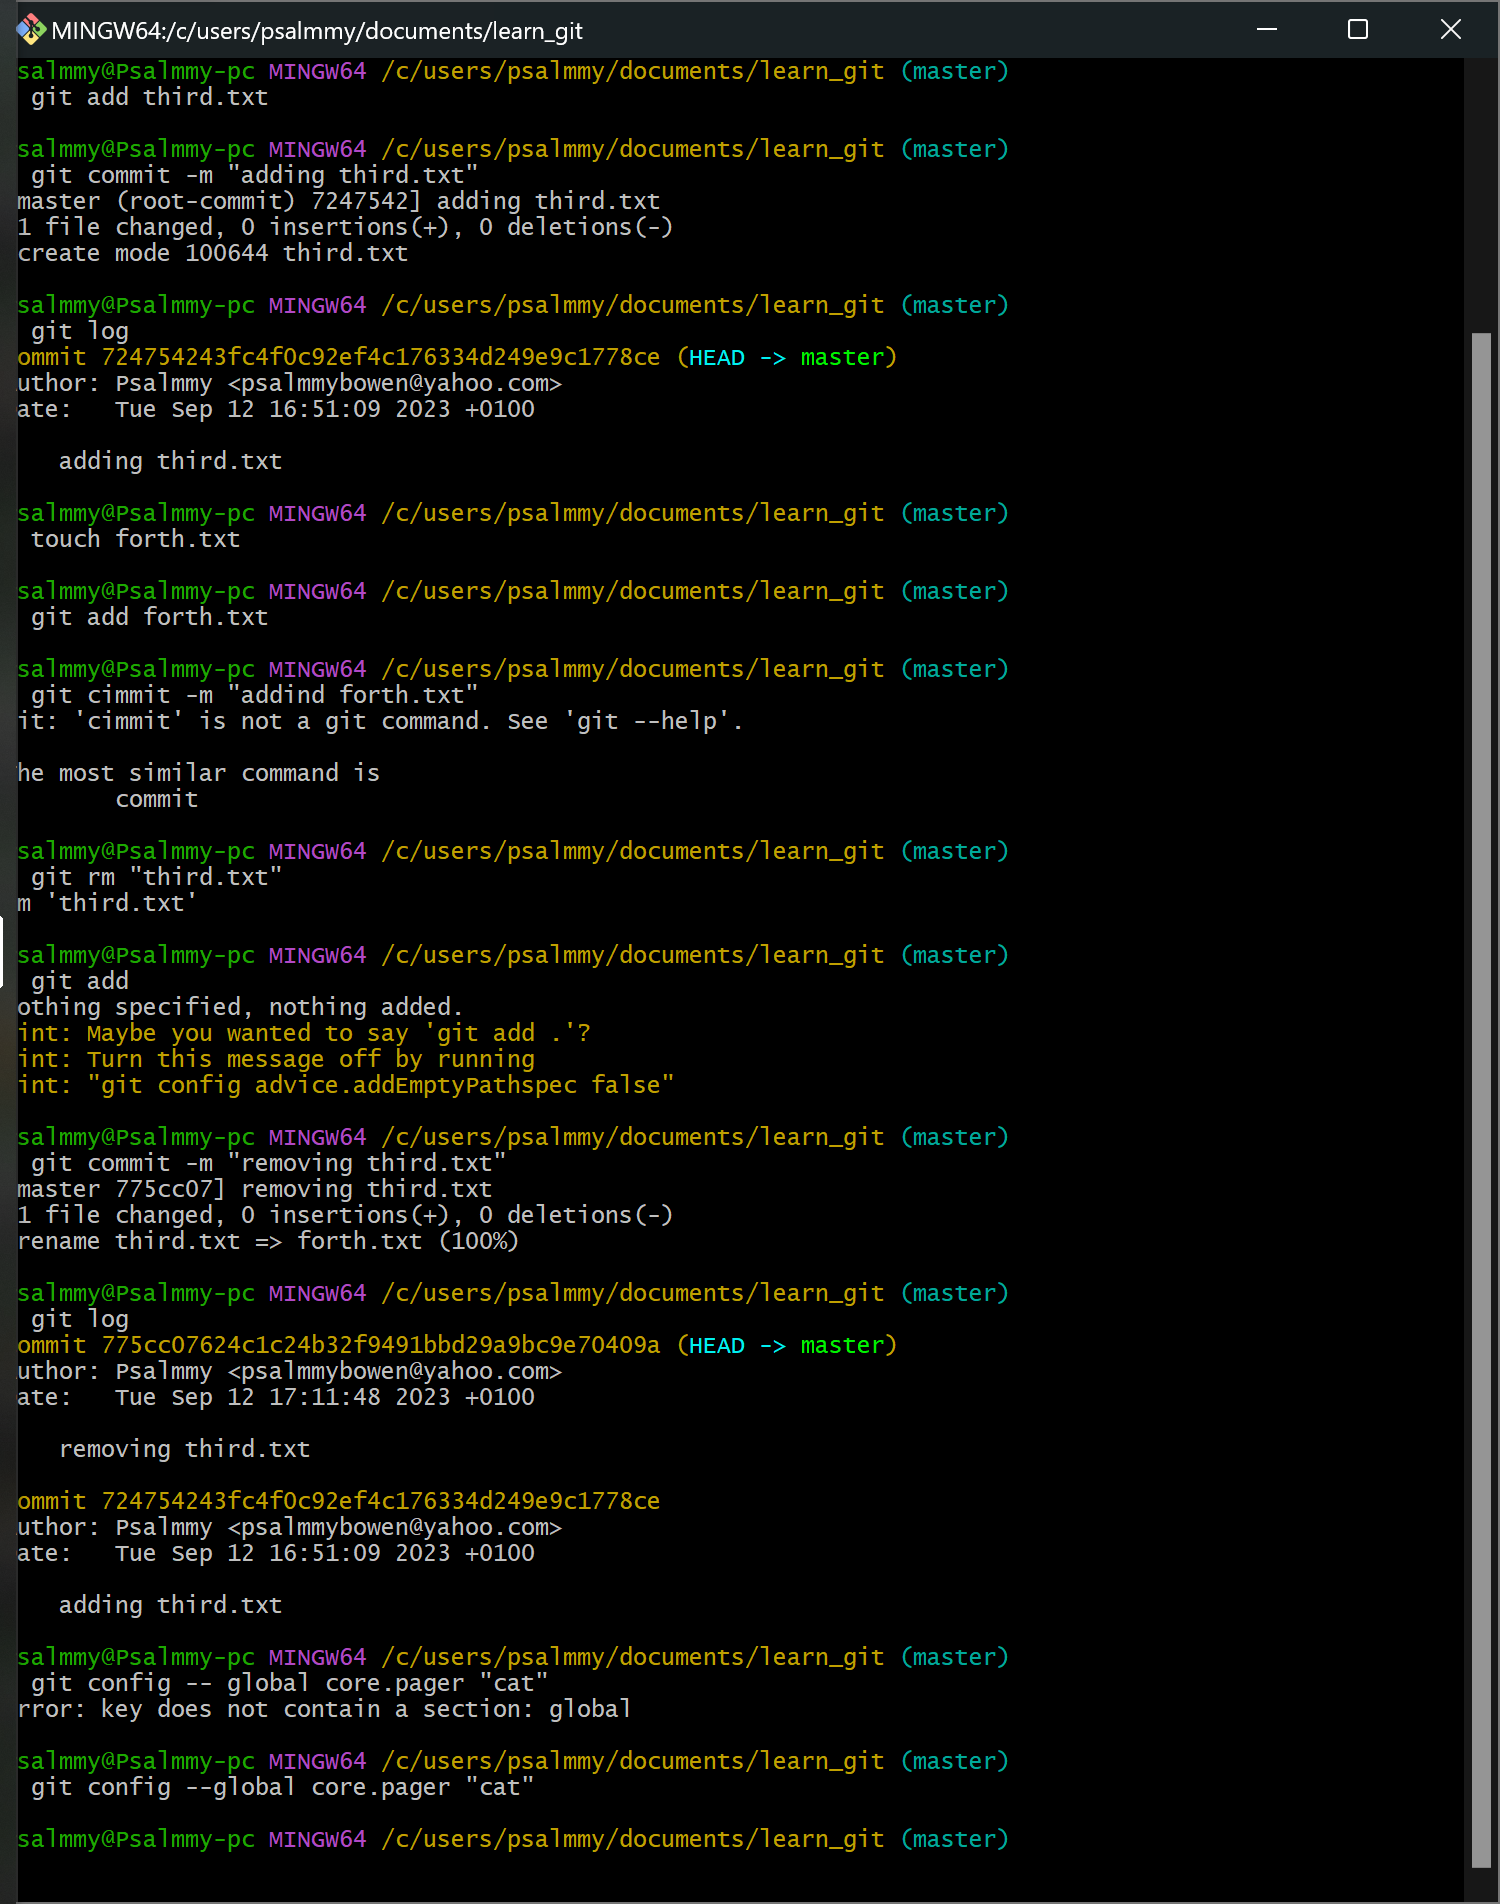 MINGW64:/c/users/psalmmy/documents/learn_git
salmmy@Psalmmy-pc MINGW64 /c/users/psalmmy/documents/learn_git (master)
git add third.txt
salmmy@Psalmmy-pc MINGW64 /c/users/psalmmy/documents/learn_git (master)
git commit -m "adding third.txt"
master (root-commit) 7247542] adding third.txt
1 file changed, 0 insertions(+), 0 deletions(-)
create mode 100644 third.txt
salmmy@Psalmmy-pc MINGW64 /c/users/psalmmy/documents/learn_git (master)
git log
ommit 724754243fc4f0c92ef4c176334d249e9c1778ce (HEAD -> master)
uthor: Psalmmy <psalmmybowen@yahoo.com>
ate:   Tue Sep 12 16:51:09 2023 +0100
adding third.txt
salmmy@Psalmmy-pc MINGW64 /c/users/psalmmy/documents/learn_git (master)
touch forth.txt
salmmy@Psalmmy-pc MINGW64 /c/users/psalmmy/documents/learn_git (master)
git add forth.txt
salmmy@Psalmmy-pc MINGW64 /c/users/psalmmy/documents/learn_git (master)
git cimmit -m "addind forth.txt"
it: 'cimmit' is not a git command. See 'git --help'.
he most similar command is
commit
salmmy@Psalmmy-pc MINGW64 /c/users/psalmmy/documents/learn_git (master)
git rm "third.txt"
m 'third.txt'
salmmy@Psalmmy-pc MINGW64 /c/users/psalmmy/documents/learn_git (master)
git add
othing specified, nothing added.
int: Maybe you wanted to say 'git add .'?
int: Turn this message off by running
int: "git config advice.addEmptyPathspec false"
salmmy@Psalmmy-pc MINGW64 /c/users/psalmmy/documents/learn_git (master)
git commit -m "removing third.txt"
master 775cc07] removing third.txt
1 file changed, 0 insertions(+), 0 deletions(-)
rename third.txt => forth.txt (100%)
salmmy@Psalmmy-pc MINGW64 /c/users/psalmmy/documents/learn_git (master)
git log
ommit 775cc07624c1c24b32f9491bbd29a9bc9e70409a (HEAD -> master)
uthor: Psalmmy <psalmmybowen@yahoo.com>
ate:   Tue Sep 12 17:11:48 2023 +0100
removing third.txt
ommit 724754243fc4f0c92ef4c176334d249e9c1778ce
uthor: Psalmmy <psalmmybowen@yahoo.com>
ate:   Tue Sep 12 16:51:09 2023 +0100
adding third.txt
salmmy@Psalmmy-pc MINGW64 /c/users/psalmmy/documents/learn_git (master)
git config -- global core.pager "cat"
rror: key does not contain a section: global
salmmy@Psalmmy-pc MINGW64 /c/users/psalmmy/documents/learn_git (master)
git config --global core.pager "cat"
salmmy@Psalmmy-pc MINGW64 /c/users/psalmmy/documents/learn_git (master)